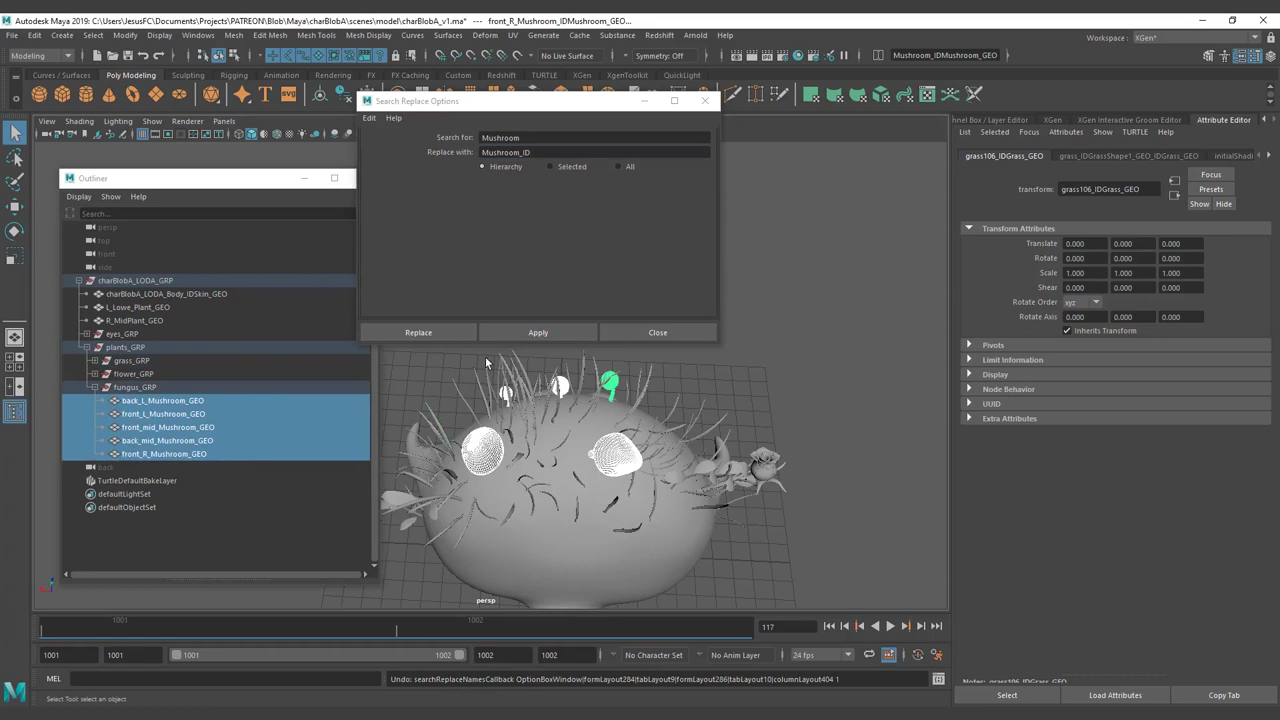 Autodesk Maya 2019: C:\Users\JesusFC\Documents\Projects\PATREON\Blob\Maya\charBlobA\scenes\model\charBlobA_v1.ma* --- front_R_Mushroom_IDMushroom_GEO...
File Edit Create Select Modify Display Windows Mesh Edit Mesh Mesh Tools Mesh Display Curves Surfaces Deform UV Generate Cache Substance Redshift Arnold Help
Workspace : XGen*
Modeling
No Live Surface
Symmetry: Off
Mushroom_IDMushroom_GEO
Curves / Surfaces Poly Modeling Sculpting Rigging Animation Rendering FX FX Caching Custom Redshift TURTLE XGen XgenToolkit QuickLight
Search Replace Options
Edit Help
Search for: Mushroom
Replace with: Mushroom_ID
Hierarchy Selected All
Replace Apply Close
View Shading Lighting Show Renderer Panels
Outliner
Display Show Help
Search...
persp
top
front
side
charBlobA_LODA_GRP
charBlobA_LODA_Body_IDSkin_GEO
L_Lowe_Plant_GEO
R_MidPlant_GEO
eyes_GRP
plants_GRP
grass_GRP
flower_GRP
fungus_GRP
back_L_Mushroom_GEO
front_L_Mushroom_GEO
front_mid_Mushroom_GEO
back_mid_Mushroom_GEO
front_R_Mushroom_GEO
back
TurtleDefaultBakeLayer
defaultLightSet
defaultObjectSet
persp
nnel Box / Layer Editor XGen XGen Interactive Groom Editor Attribute Editor
List Selected Focus Attributes Show TURTLE Help
grass106_IDGrass_GEO grass_IDGrassShape1_GEO_IDGrass_GEO initialShadi
Focus
transform: grass106_IDGrass_GEO Presets
Show Hide
Transform Attributes
Translate 0.000 0.000 0.000
Rotate 0.000 0.000 0.000
Scale 1.000 1.000 1.000
Shear 0.000 0.000 0.000
Rotate Order xyz
Rotate Axis 0.000 0.000 0.000
Inherits Transform
Pivots
Limit Information
Display
Node Behavior
UUID
Extra Attributes
Notes: grass106_IDGrass_GEO
Select Load Attributes Copy Tab
1001 1002
117
1001 1001 1001 1002 1002 1002 No Character Set No Anim Layer 24 fps
MEL
Undo: searchReplaceNamesCallback OptionBoxWindow|formLayout284|tabLayout9|formLayout286|tabLayout10|columnLayout404 1
Select Tool: select an object